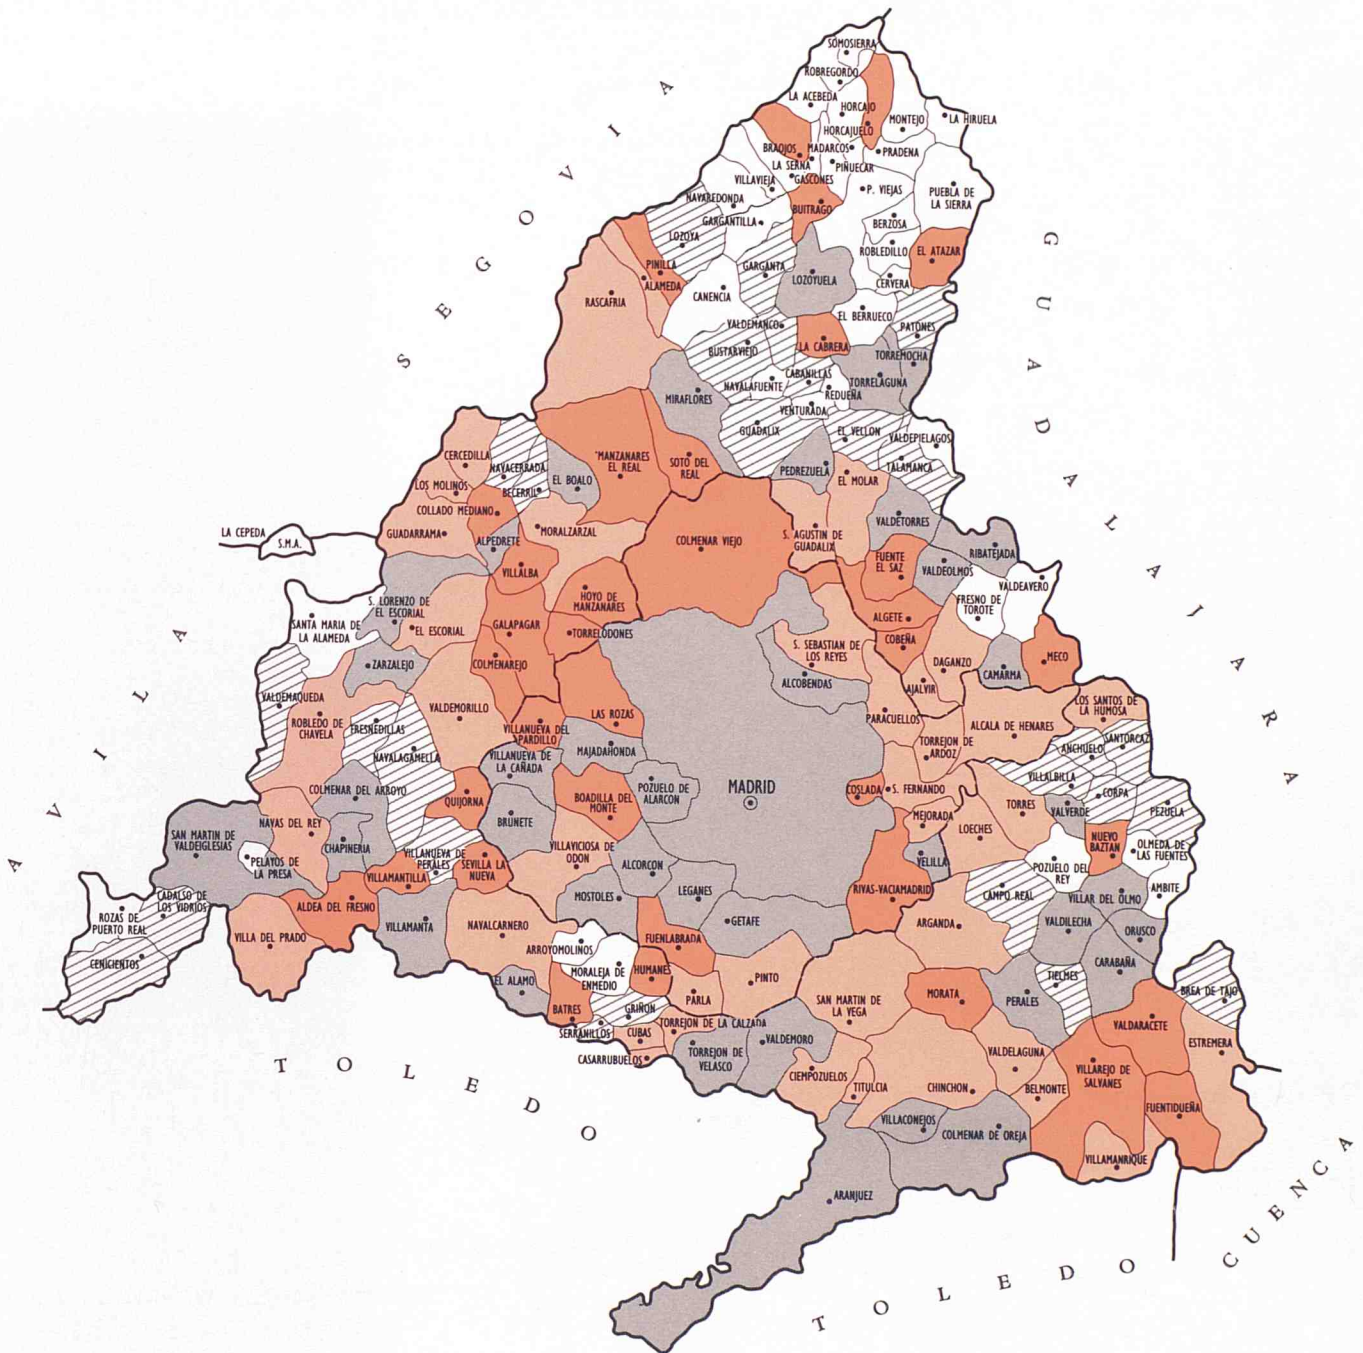 SOMOSIERRA
ROBREGORDO
LA ACEBEDA
HORCAJO
HORCAJUELO
MONTEJO
LA HIRUELA
BRAOJOS
MADARCOS
PRADENA
LA SERNA
PIÑUECAR
GASCONES
VILLAVIEJA
P. VIEJAS
PUEBLA DE
LA SIERRA
NAVAREDONDA
BUITRAGO
GARGANTILLA
BERZOSA
LOZOYA
ROBLEDILLO
EL ATAZAR
PINILLA
ALAMEDA
GARGANTA
LOZOYUELA
CERVERA
RASCAFRIA
CANENCIA
EL BERRUECO
VALDEMANCO
PATONES
BUSTARVIEJO
LA CABRERA
TORREMOCHA
CABANILLAS
TORRELAGUNA
NAVALAFUENTE
REDUEÑA
MIRAFLORES
VENTURADA
GUADALIX
EL VELLON
VALDEPIELAGOS
TALAMANCA
PEDREZUELA
EL MOLAR
CERCEDILLA
NAVACERRADA
MANZANARES
EL REAL
SOTO DEL
REAL
LOS MOLINOS
BECERRIL
EL BOALO
COLLADO MEDIANO
GUADARRAMA
MORALZARZAL
ALPEDRETE
COLMENAR VIEJO
S. AGUSTIN DE
GUADALIX
VALDETORRES
RIBATEJADA
LA CEPEDA
S.M.A.
VILLALBA
FUENTE
EL SAZ
VALDEOLMOS
VALDEAVERO
S. LORENZO DE
EL ESCORIAL
HOYO DE
MANZANARES
FRESNO DE
TOROTE
SANTA MARIA DE
LA ALAMEDA
EL ESCORIAL
GALAPAGAR
TORRELODONES
ALGETE
COBEÑA
S. SEBASTIAN DE
LOS REYES
ZARZALEJO
COLMENAREJO
ALCOBENDAS
DAGANZO
CAMARMA
MECO
AJALVIR
VALDEMAQUEDA
ROBLEDO DE
CHAVELA
VALDEMORILLO
LAS ROZAS
PARACUELLOS
ALCALA DE HENARES
LOS SANTOS DE
LA HUMOSA
FRESNEDILLAS
VILLANUEVA DEL
PARDILLO
NAVALAGAMELLA
MAJADAHONDA
TORREJON DE
ARDOZ
ANCHUELO
SANTORCAZ
VILLANUEVA DE
LA CAÑADA
COLMENAR DEL ARROYO
QUIJORNA
BOADILLA DEL
MONTE
POZUELO DE
ALARCON
MADRID
COSLADA
S. FERNANDO
VILLALBILLA
CORPA
PEZUELA
NAVAS DEL REY
BRUNETE
MEJORADA
TORRES
VALVERDE
LOECHES
NUEVO
BAZTAN
SAN MARTIN DE
VALDEIGLESIAS
CHAPINERIA
VILLANUEVA DE
PERALES
SEVILLA LA
NUEVA
VILLAVICIOSA DE
ODON
ALCORCON
VELILLA
POZUELO DEL
REY
OLMEDA DE
LAS FUENTES
PELAYOS DE
LA PRESA
VILLAMANTILLA
MOSTOLES
LEGANES
RIVAS-VACIAMADRID
CAMPO REAL
VILLAR DEL OLMO
AMBITE
CADALSO DE
LOS VIDRIOS
ALDEA DEL FRESNO
ROZAS DE
PUERTO REAL
VILLAMANTA
NAVALCARNERO
GETAFE
ARGANDA
VALDILECHA
ORUSCO
VILLA DEL PRADO
ARROYOMOLINOS
FUENLABRADA
CENICIENTOS
MORALEJA DE
ENMEDIO
HUMANES
CARABAÑA
TIELMES
EL ALAMO
PINTO
BATRES
GRIÑON
PARLA
SAN MARTIN DE
LA VEGA
MORATA
PERALES
BREA DE TAJO
SERRANILLOS
CUBAS
TORREJON DE LA CALZADA
VALDARACETE
CASARRUBUELOS
TORREJON DE
VELASCO
VALDEMORO
ESTREMERA
CIEMPOZUELOS
VALDELAGUNA
VILLAREJO DE
SALVANES
TITULCIA
CHINCHON
BELMONTE
FUENTIDUEÑA
VILLACONEJOS
COLMENAR DE OREJA
VILLAMANRIQUE
ARANJUEZ
SEGOVIA
GUADALAJARA
AVILA
TOLEDO
TOLEDO
CUENCA